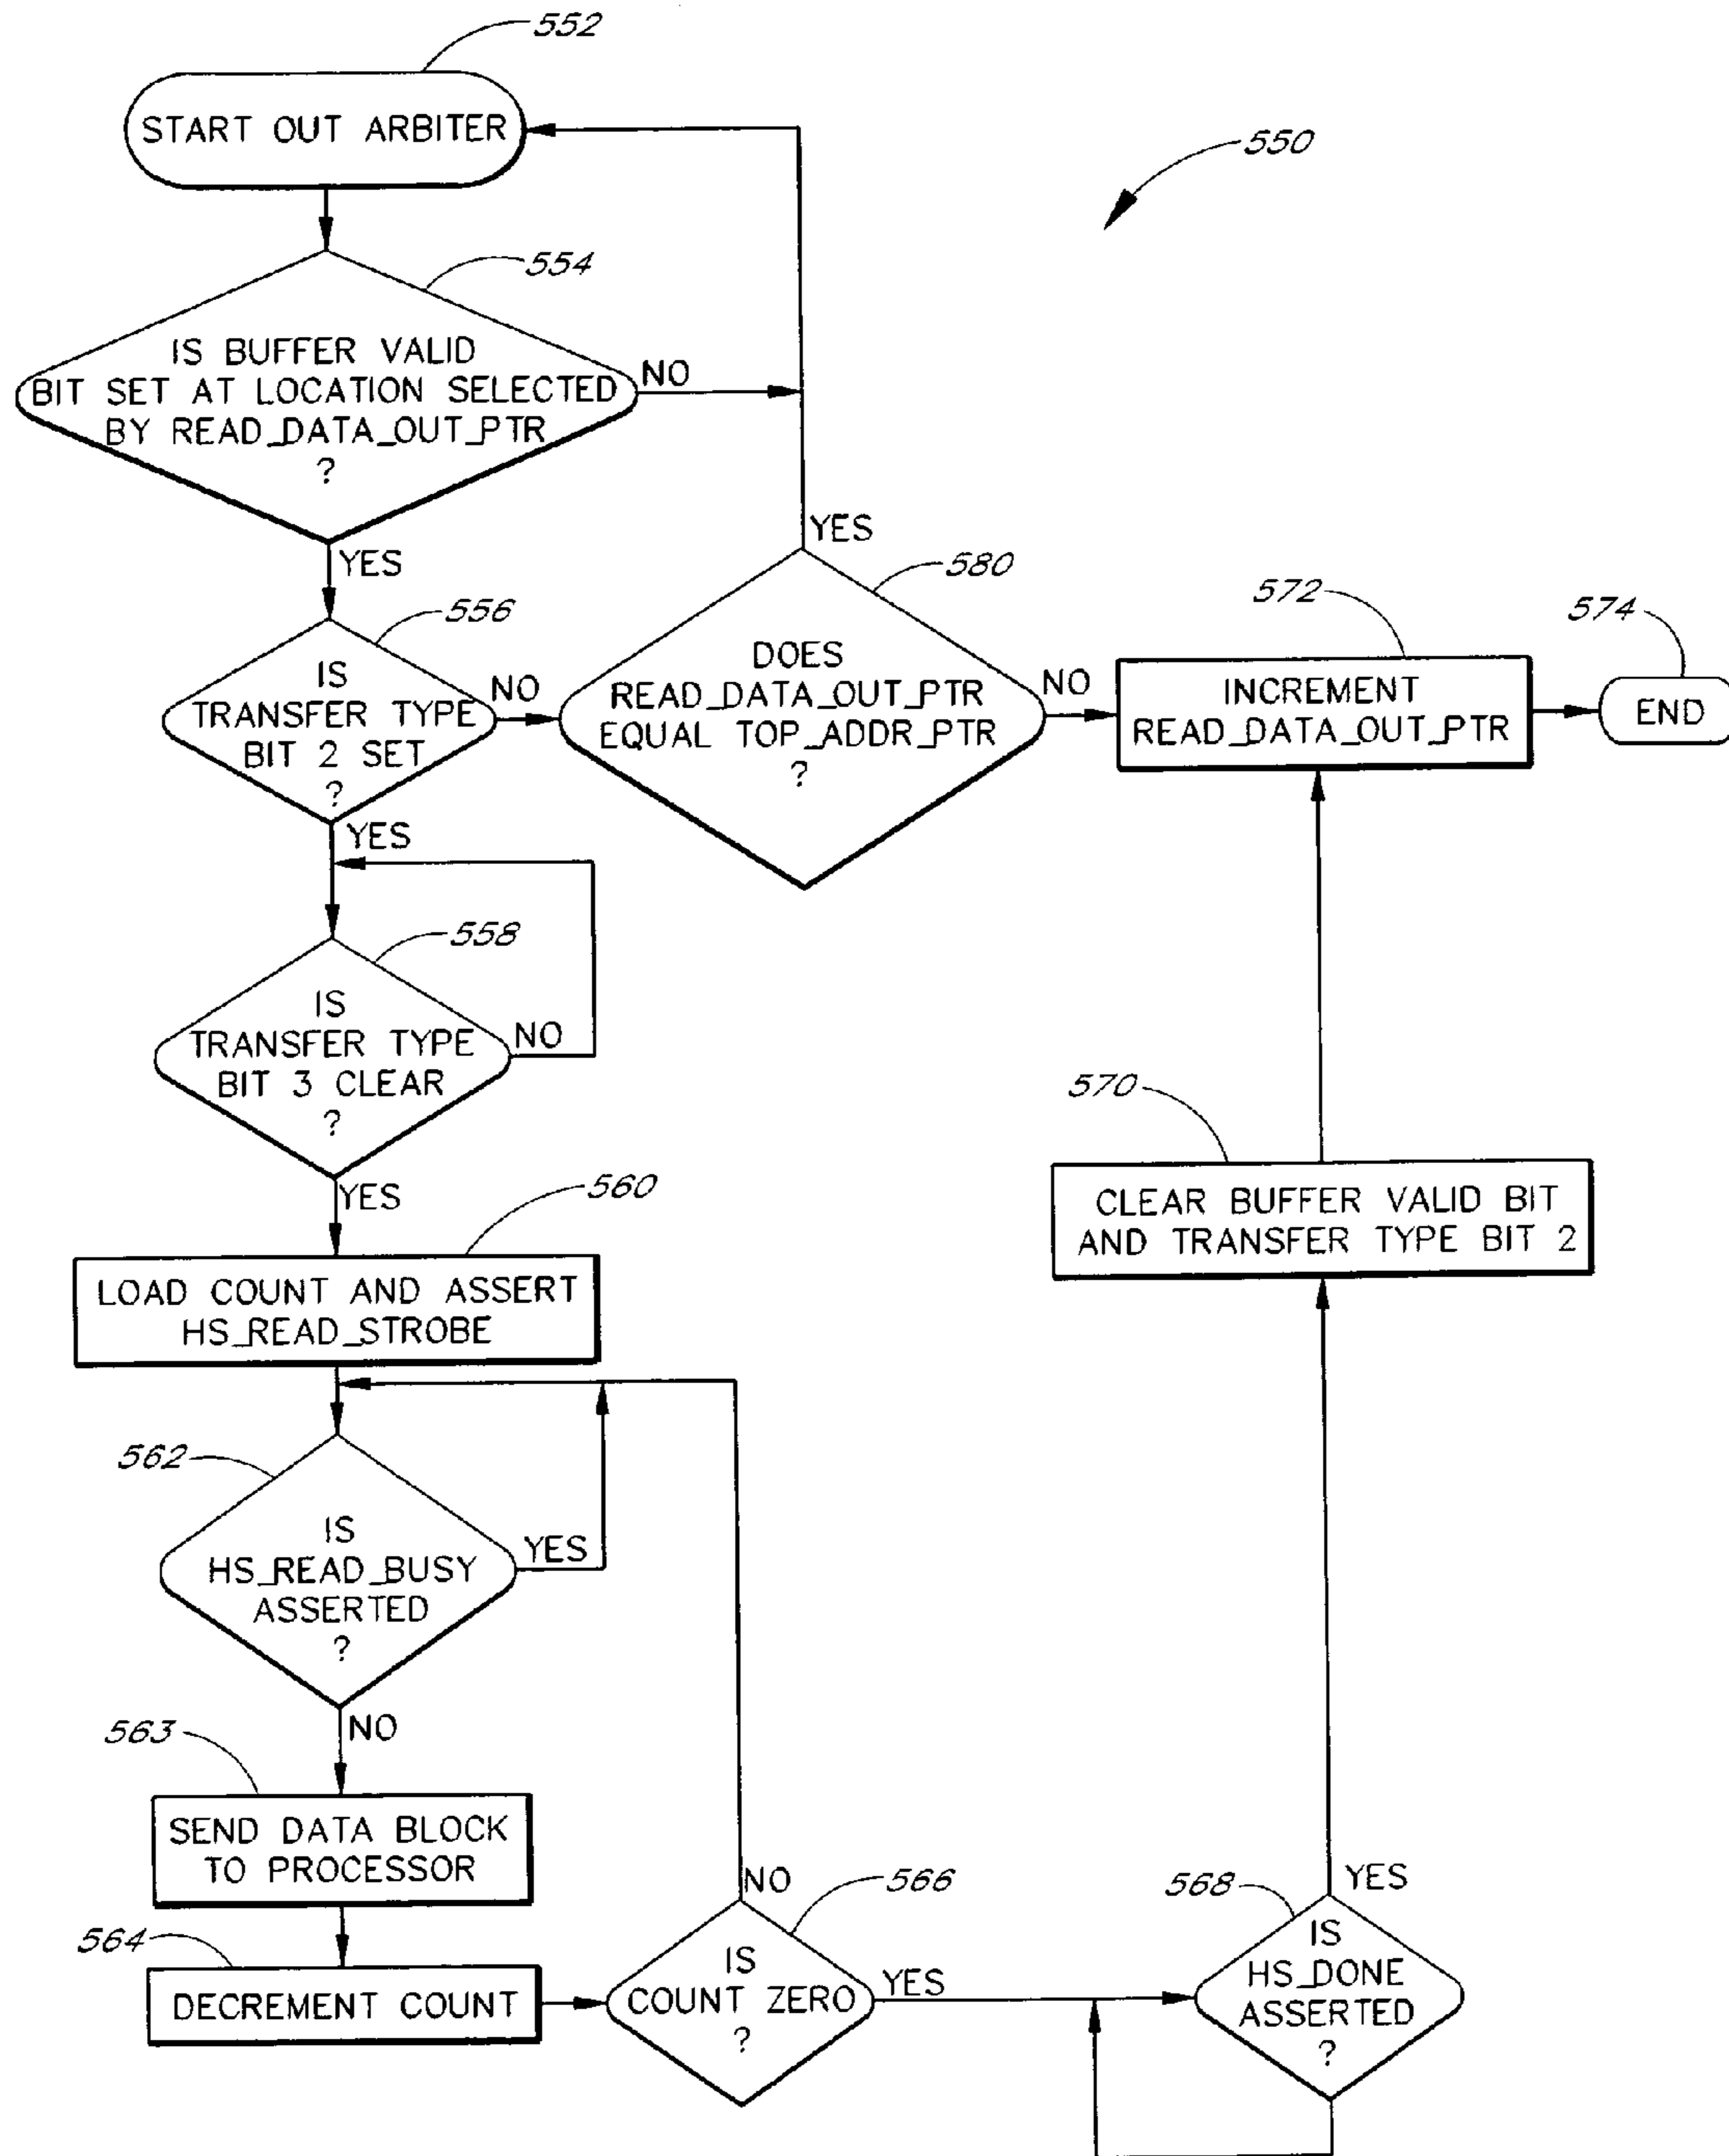 552
START OUT ARBITER
550
554
IS BUFFER VALID
BIT SET AT LOCATION SELECTED
BY READ_DATA_OUT_PTR
?
NO
YES
YES
556
IS
TRANSFER TYPE
BIT 2 SET
?
NO
YES
580
DOES
READ_DATA_OUT_PTR
EQUAL TOP_ADDR_PTR
?
NO
572
INCREMENT
READ_DATA_OUT_PTR
574
END
558
IS
TRANSFER TYPE
BIT 3 CLEAR
?
NO
YES
560
LOAD COUNT AND ASSERT
HS_READ_STROBE
570
CLEAR BUFFER VALID BIT
AND TRANSFER TYPE BIT 2
562
IS
HS_READ_BUSY
ASSERTED
?
YES
NO
563
SEND DATA BLOCK
TO PROCESSOR
564
DECREMENT COUNT
NO
566
IS
COUNT ZERO
?
YES
568
YES
IS
HS_DONE
ASSERTED
?